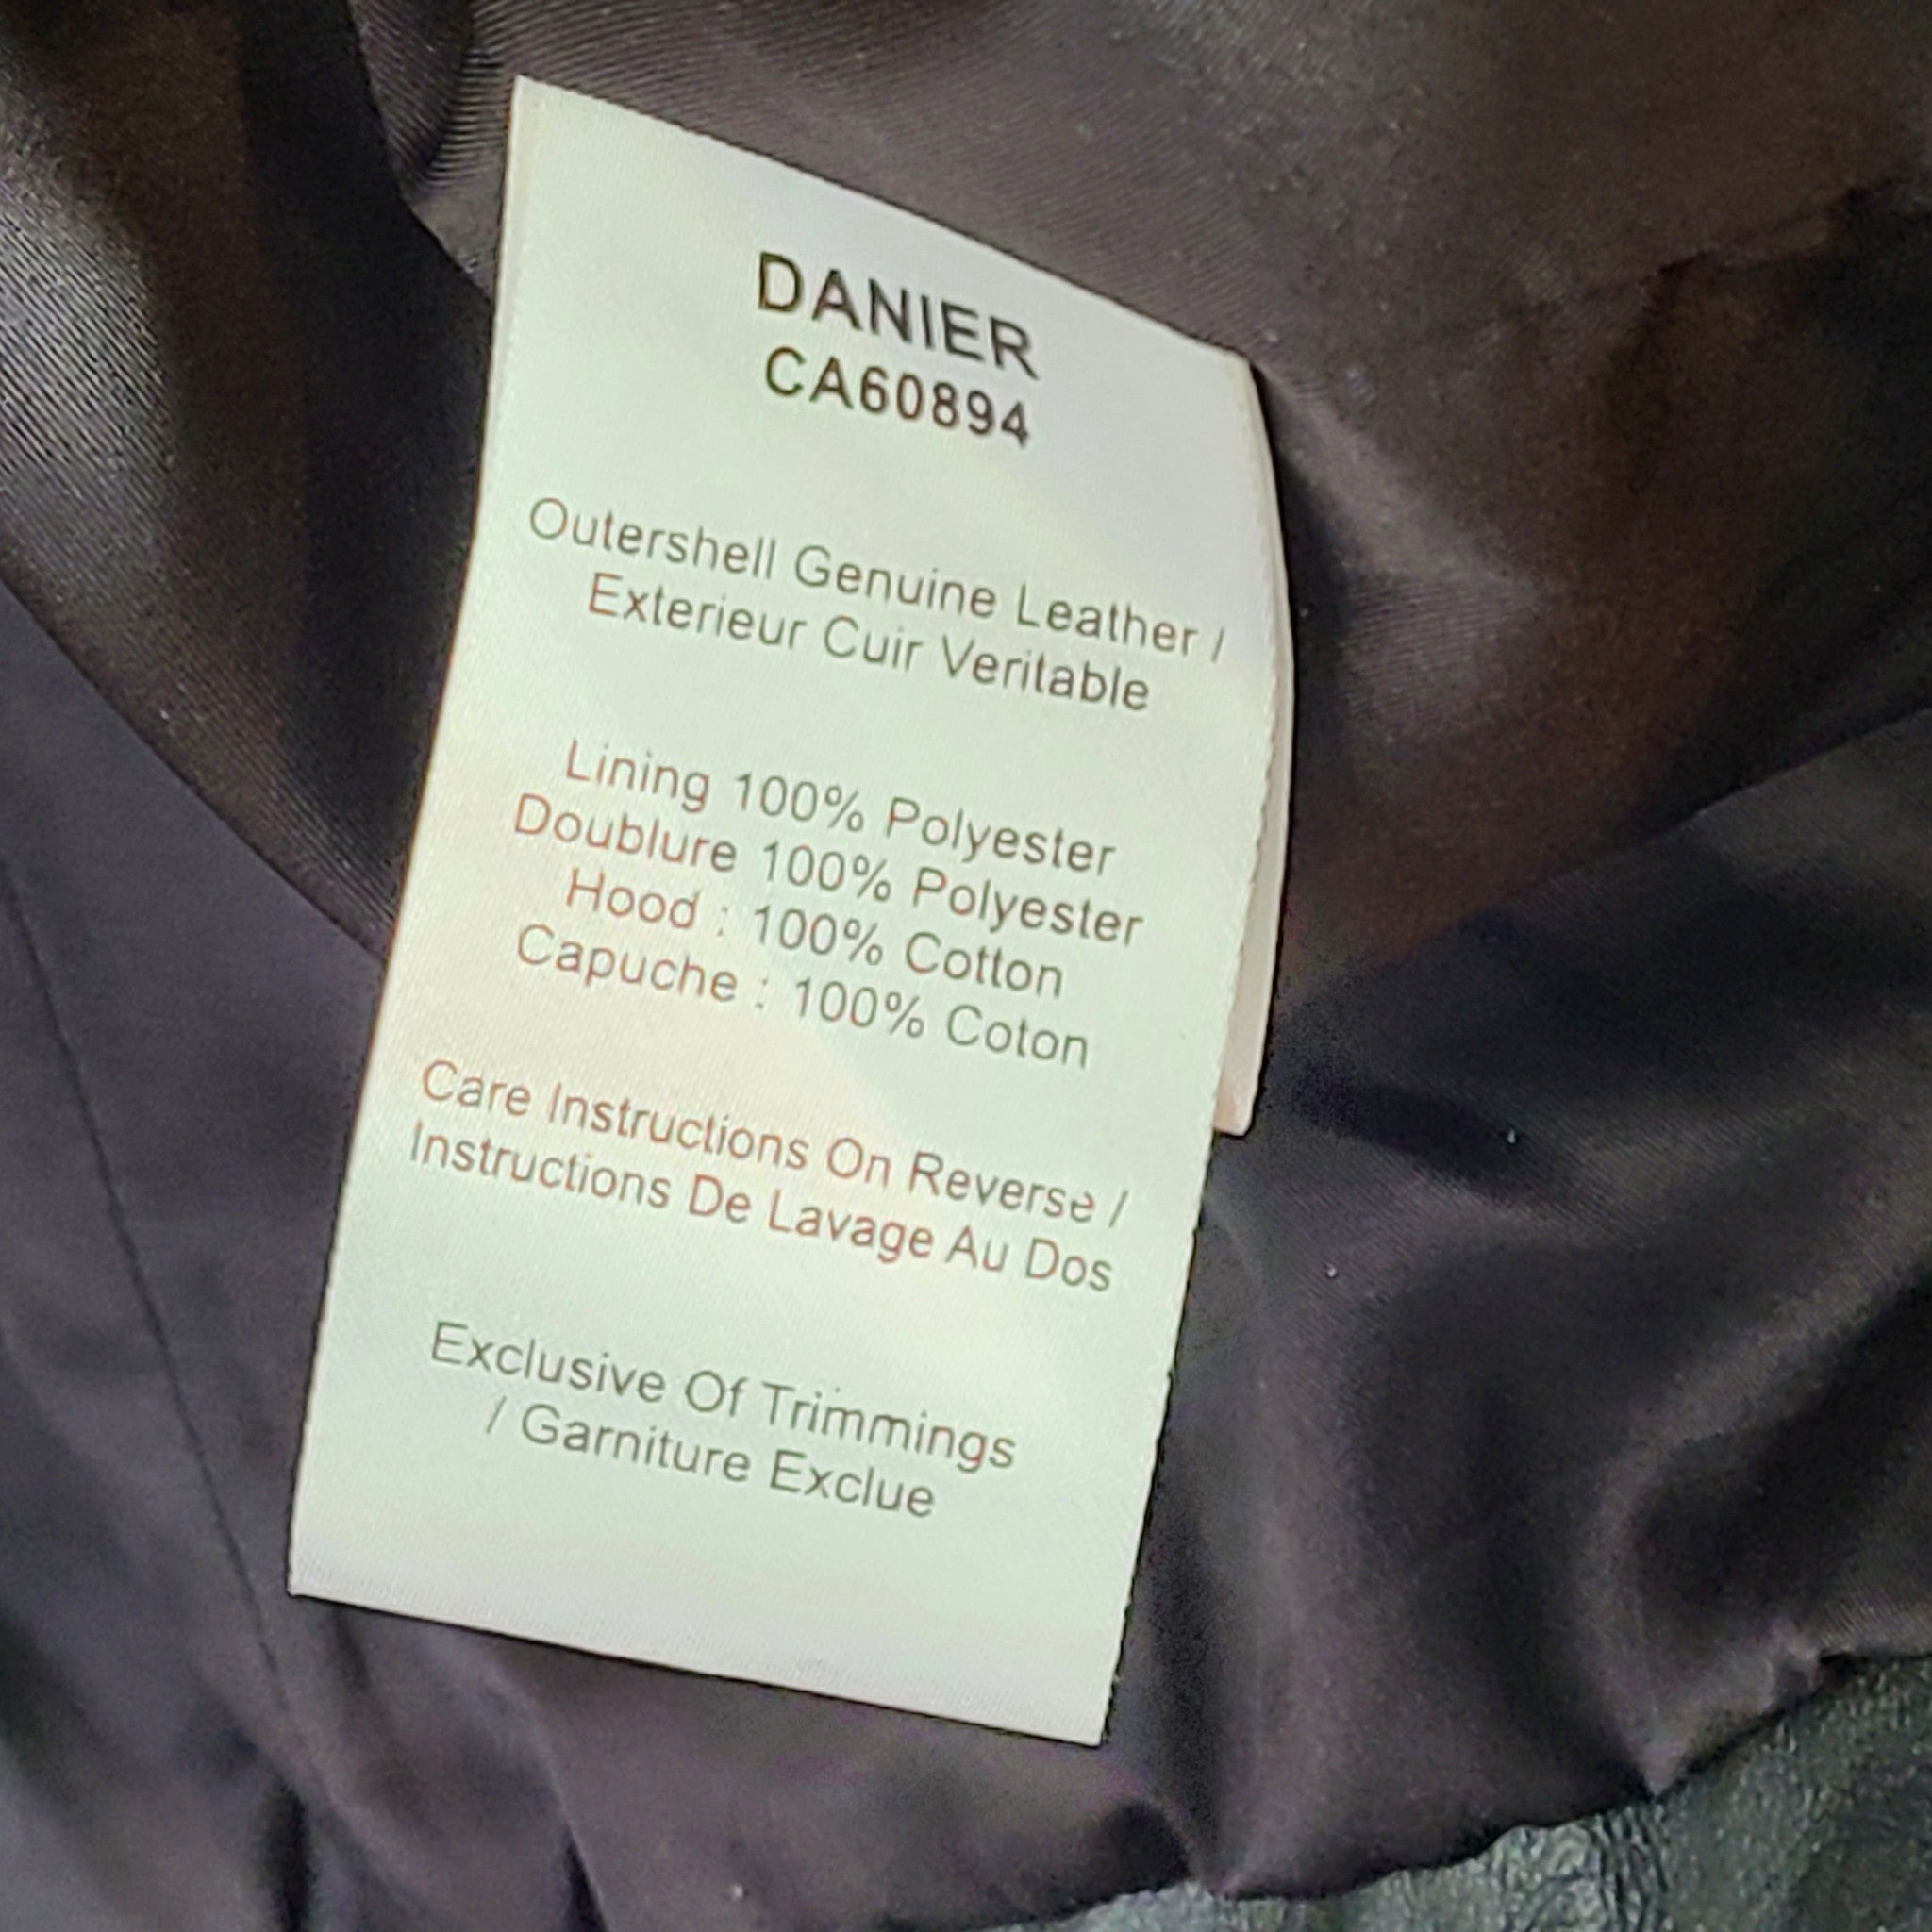 DANIER
CA60894
Outershell Genuine Leather /
Exterieur Cuir Veritable
Lining 100% Polyester
Doublure 100% Polyester
Hood : 100% Cotton
Capuche : 100% Coton
Care Instructions On Reverse /
Instructions De Lavage Au Dos
Exclusive Of Trimmings
/ Garniture Exclue